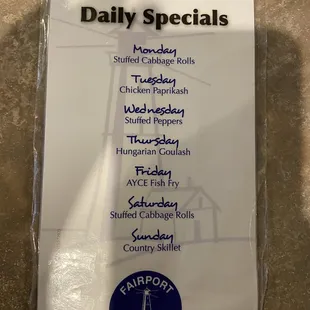 Daily Specials
Monday
Stuffed Cabbage Rolls
Tuesday
Chicken Paprikash
Wednesday
Stuffed Peppers
Thursday
Hungarian Goulash
Friday
AYCE Fish Fry
Saturday
Stuffed Cabbage Rolls
Sunday
Country Skillet
FAIRPORT